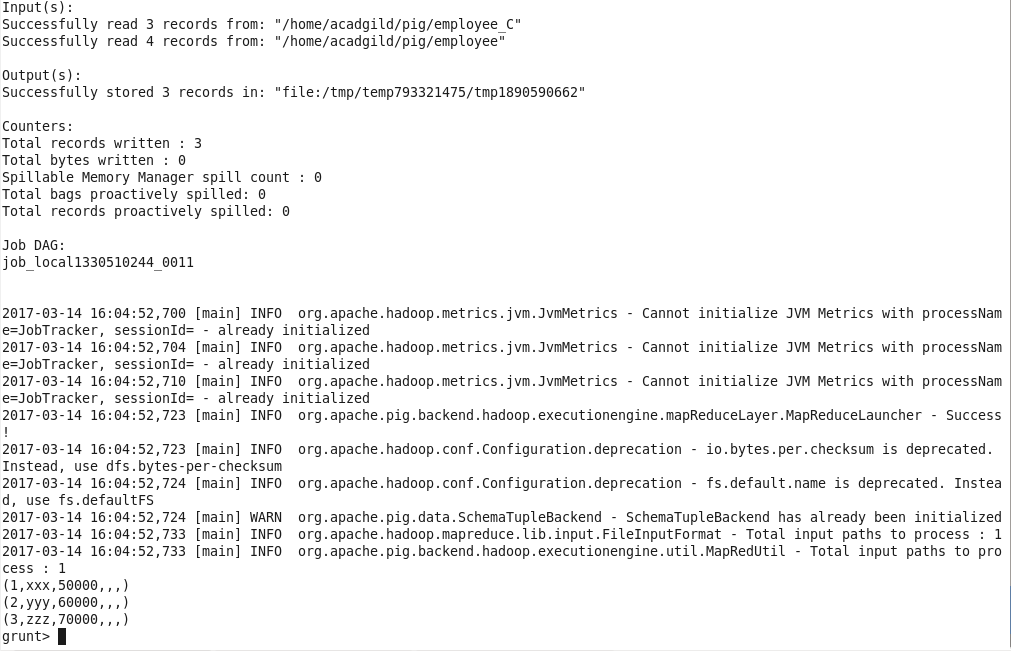 Input(s):
Successfully read 3 records from: "/home/acadgild/pig/employee_C"
Successfully read 4 records from: "/home/acadgild/pig/employee"

Output(s):
Successfully stored 3 records in: "file:/tmp/temp793321475/tmp1890590662"

Counters:
Total records written : 3
Total bytes written : 0
Spillable Memory Manager spill count : 0
Total bags proactively spilled: 0
Total records proactively spilled: 0

Job DAG:
job_local1330510244_0011


2017-03-14 16:04:52,700 [main] INFO  org.apache.hadoop.metrics.jvm.JvmMetrics - Cannot initialize JVM Metrics with processNam
e=JobTracker, sessionId= - already initialized
2017-03-14 16:04:52,704 [main] INFO  org.apache.hadoop.metrics.jvm.JvmMetrics - Cannot initialize JVM Metrics with processNam
e=JobTracker, sessionId= - already initialized
2017-03-14 16:04:52,710 [main] INFO  org.apache.hadoop.metrics.jvm.JvmMetrics - Cannot initialize JVM Metrics with processNam
e=JobTracker, sessionId= - already initialized
2017-03-14 16:04:52,723 [main] INFO  org.apache.pig.backend.hadoop.executionengine.mapReduceLayer.MapReduceLauncher - Success
!
2017-03-14 16:04:52,723 [main] INFO  org.apache.hadoop.conf.Configuration.deprecation - io.bytes.per.checksum is deprecated.
Instead, use dfs.bytes-per-checksum
2017-03-14 16:04:52,724 [main] INFO  org.apache.hadoop.conf.Configuration.deprecation - fs.default.name is deprecated. Instea
d, use fs.defaultFS
2017-03-14 16:04:52,724 [main] WARN  org.apache.pig.data.SchemaTupleBackend - SchemaTupleBackend has already been initialized
2017-03-14 16:04:52,733 [main] INFO  org.apache.hadoop.mapreduce.lib.input.FileInputFormat - Total input paths to process : 1
2017-03-14 16:04:52,733 [main] INFO  org.apache.pig.backend.hadoop.executionengine.util.MapRedUtil - Total input paths to pro
cess : 1
(1,xxx,50000,,,)
(2,yyy,60000,,,)
(3,zzz,70000,,,)
grunt>